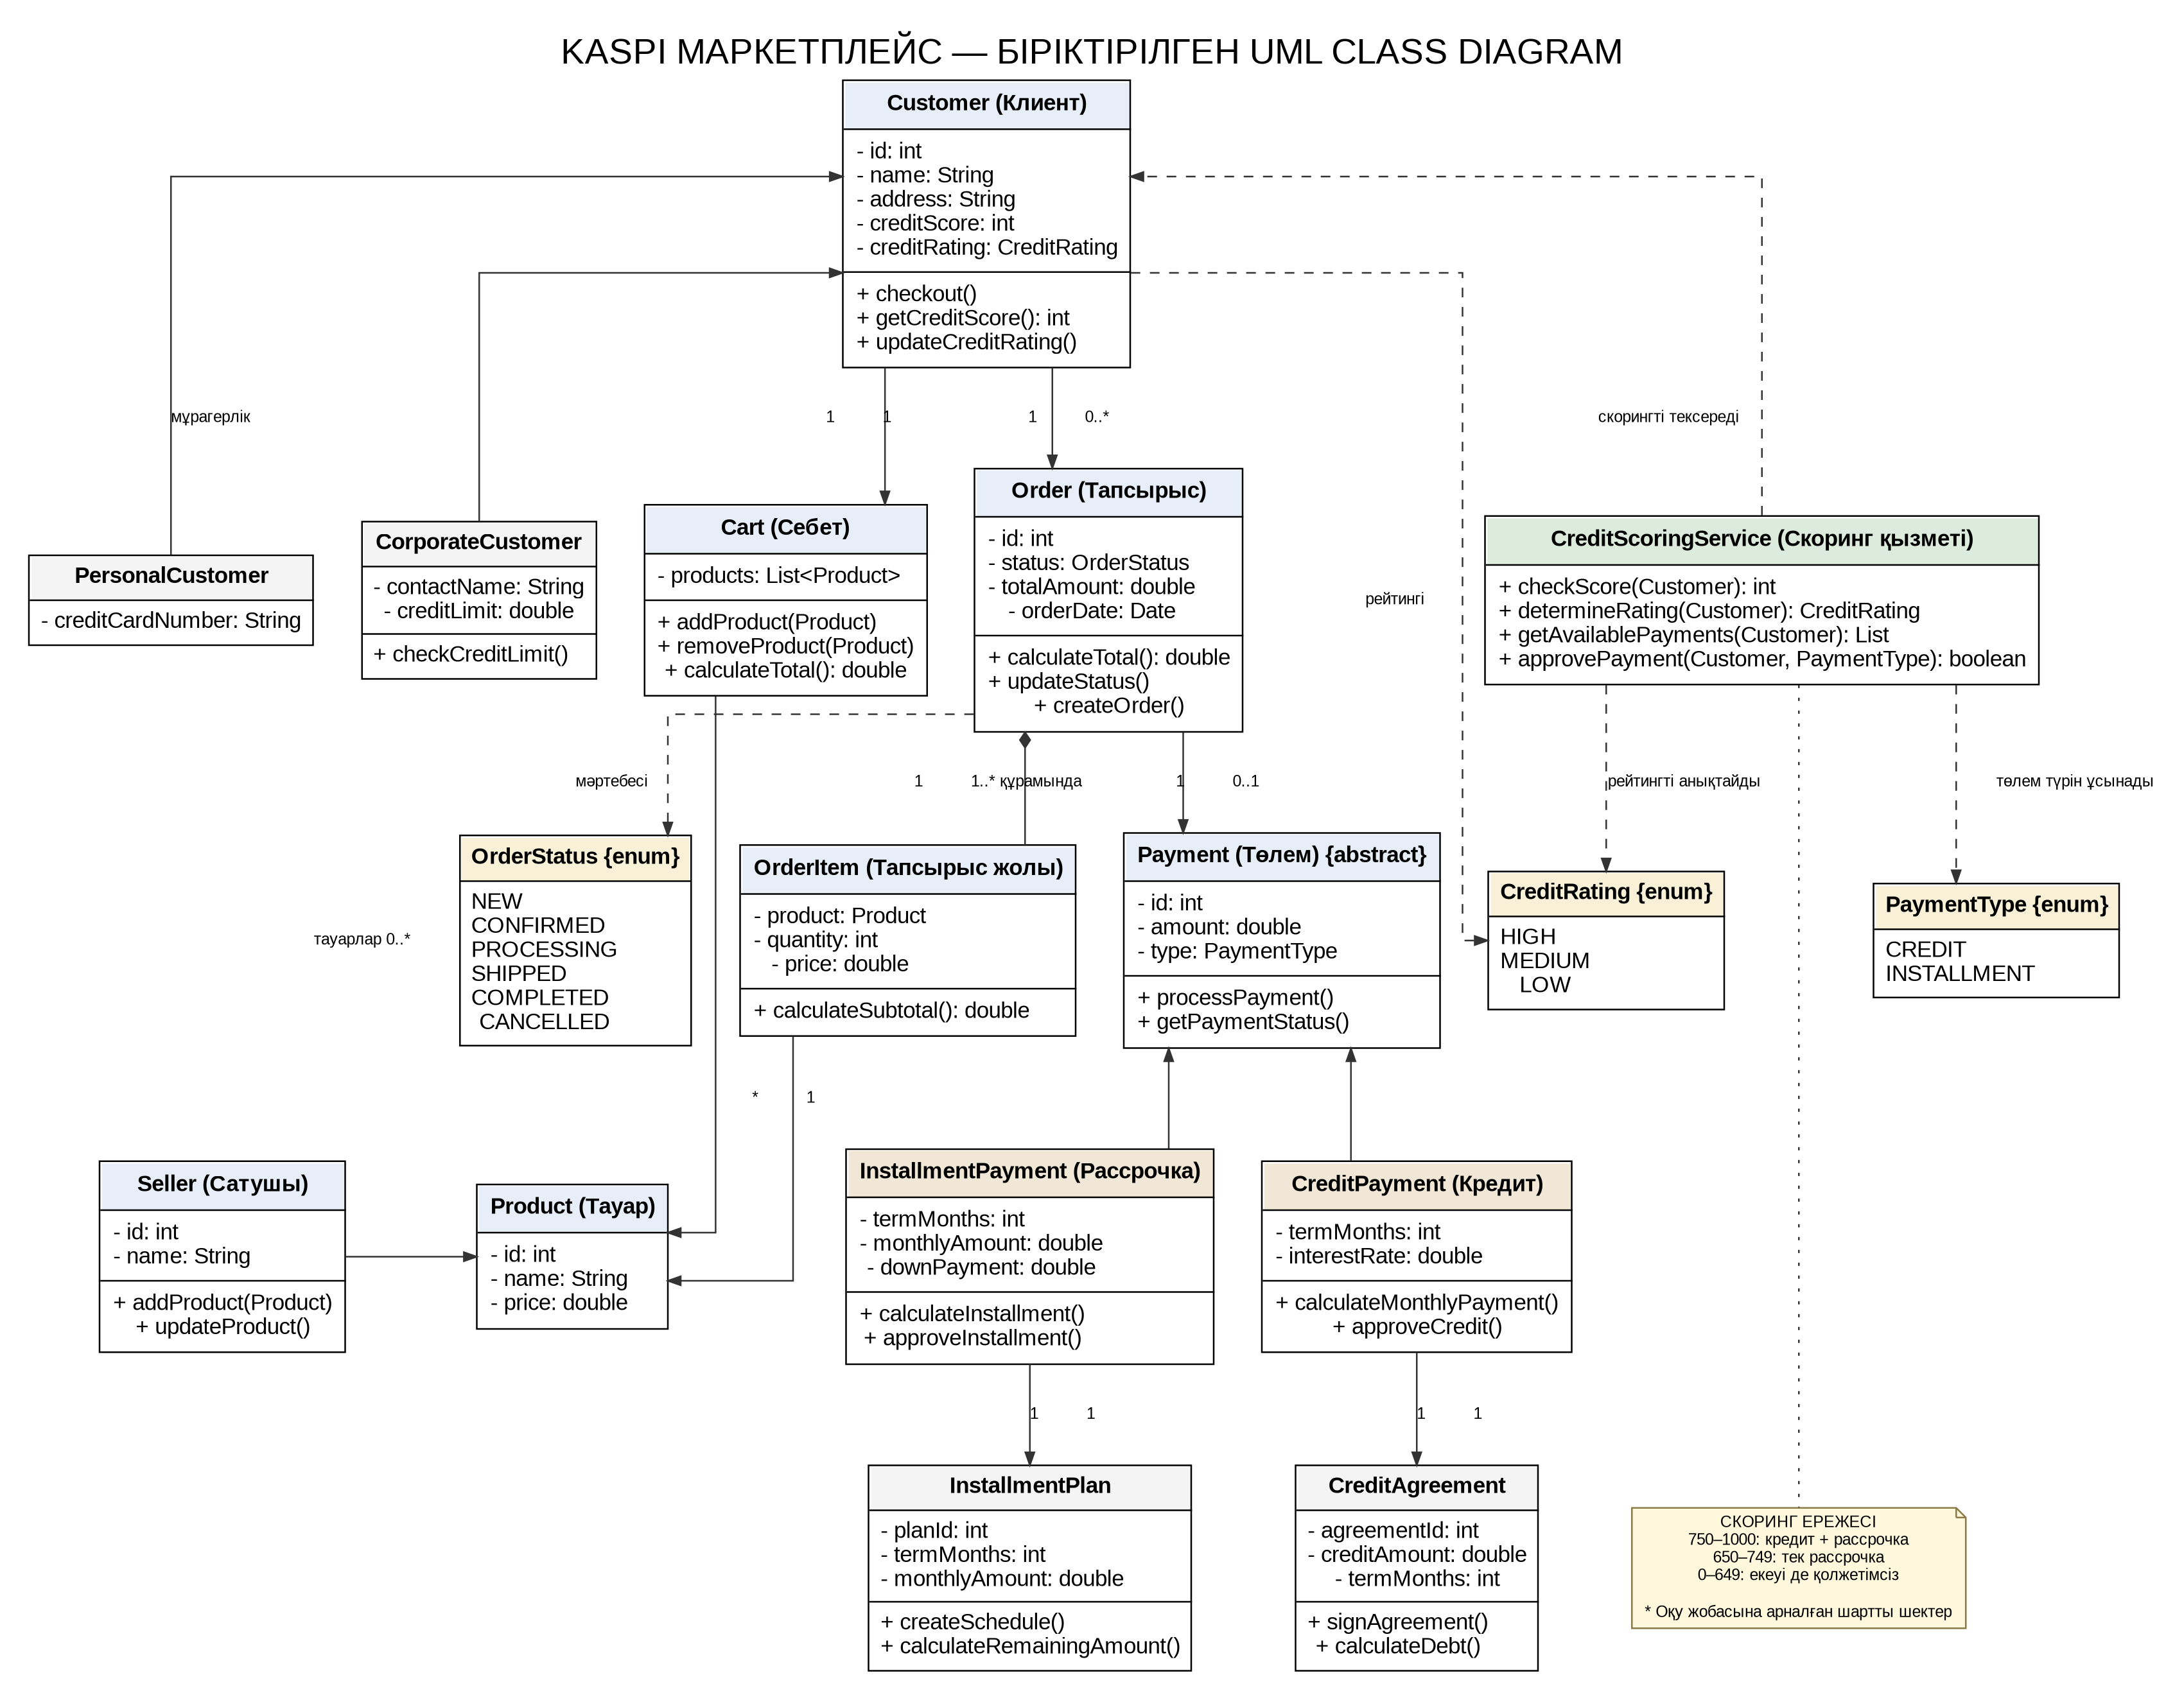 KASPI МАРКЕТПЛЕЙС — БІРІКТІРІЛГЕН UML CLASS DIAGRAM
Customer (Клиент)
- id: int
- name: String
- address: String
- creditScore: int
- creditRating: CreditRating
+ checkout()
+ getCreditScore(): int
+ updateCreditRating()
мұрагерлік
1
1
1
0..*
скорингті тексереді
PersonalCustomer
- creditCardNumber: String
CorporateCustomer
- contactName: String
- creditLimit: double
+ checkCreditLimit()
Cart (Себет)
- products: List<Product>
+ addProduct(Product)
+ removeProduct(Product)
+ calculateTotal(): double
Order (Тапсырыс)
- id: int
- status: OrderStatus
- totalAmount: double
- orderDate: Date
+ calculateTotal(): double
+ updateStatus()
+ createOrder()
рейтингі
CreditScoringService (Скоринг қызметі)
+ checkScore(Customer): int
+ determineRating(Customer): CreditRating
+ getAvailablePayments(Customer): List
+ approvePayment(Customer, PaymentType): boolean
мәртебесі
1
1..* құрамында
1
0..1
рейтингті анықтайды
төлем түрін ұсынады
тауарлар 0..*
OrderStatus {enum}
NEW
CONFIRMED
PROCESSING
SHIPPED
COMPLETED
CANCELLED
OrderItem (Тапсырыс жолы)
- product: Product
- quantity: int
- price: double
+ calculateSubtotal(): double
Payment (Төлем) {abstract}
- id: int
- amount: double
- type: PaymentType
+ processPayment()
+ getPaymentStatus()
CreditRating {enum}
HIGH
MEDIUM
LOW
PaymentType {enum}
CREDIT
INSTALLMENT
*
1
Seller (Сатушы)
- id: int
- name: String
+ addProduct(Product)
+ updateProduct()
Product (Тауар)
- id: int
- name: String
- price: double
InstallmentPayment (Рассрочка)
- termMonths: int
- monthlyAmount: double
- downPayment: double
+ calculateInstallment()
+ approveInstallment()
CreditPayment (Кредит)
- termMonths: int
- interestRate: double
+ calculateMonthlyPayment()
+ approveCredit()
1
1
1
1
InstallmentPlan
- planId: int
- termMonths: int
- monthlyAmount: double
+ createSchedule()
+ calculateRemainingAmount()
CreditAgreement
- agreementId: int
- creditAmount: double
- termMonths: int
+ signAgreement()
+ calculateDebt()
СКОРИНГ ЕРЕЖЕСІ
750–1000: кредит + рассрочка
650–749: тек рассрочка
0–649: екеуі де қолжетімсіз
* Оқу жобасына арналған шартты шектер